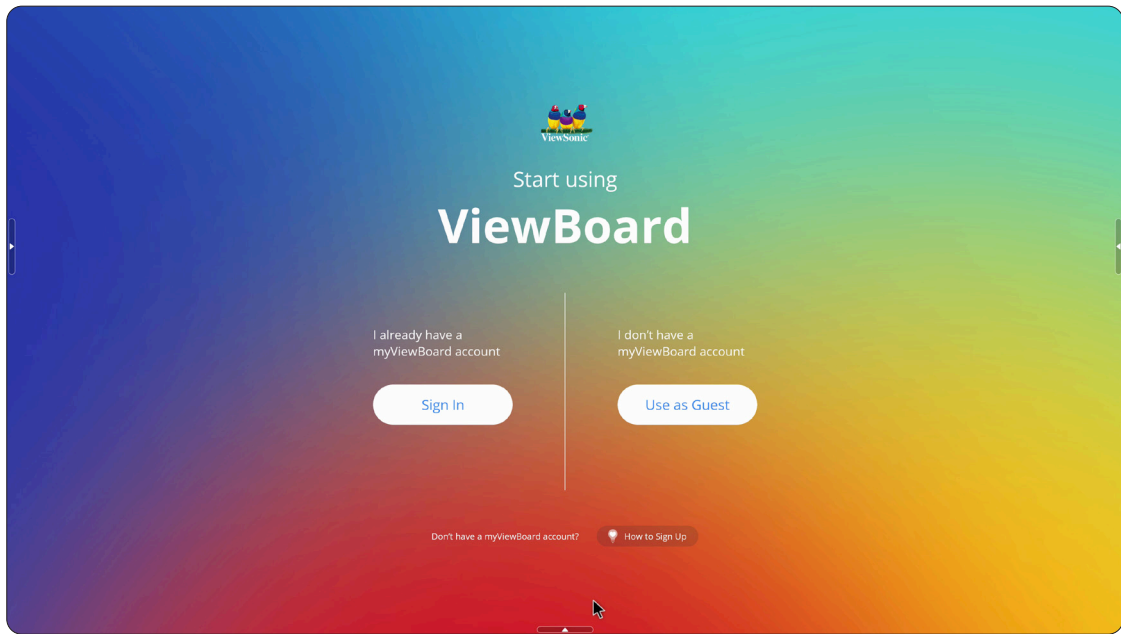 ViewSonic
Start using
ViewBoard
I already have a
myViewBoard account
Sign In
I don't have a
myViewBoard account
Use as Guest
Don't have a myViewBoard account?
How to Sign Up